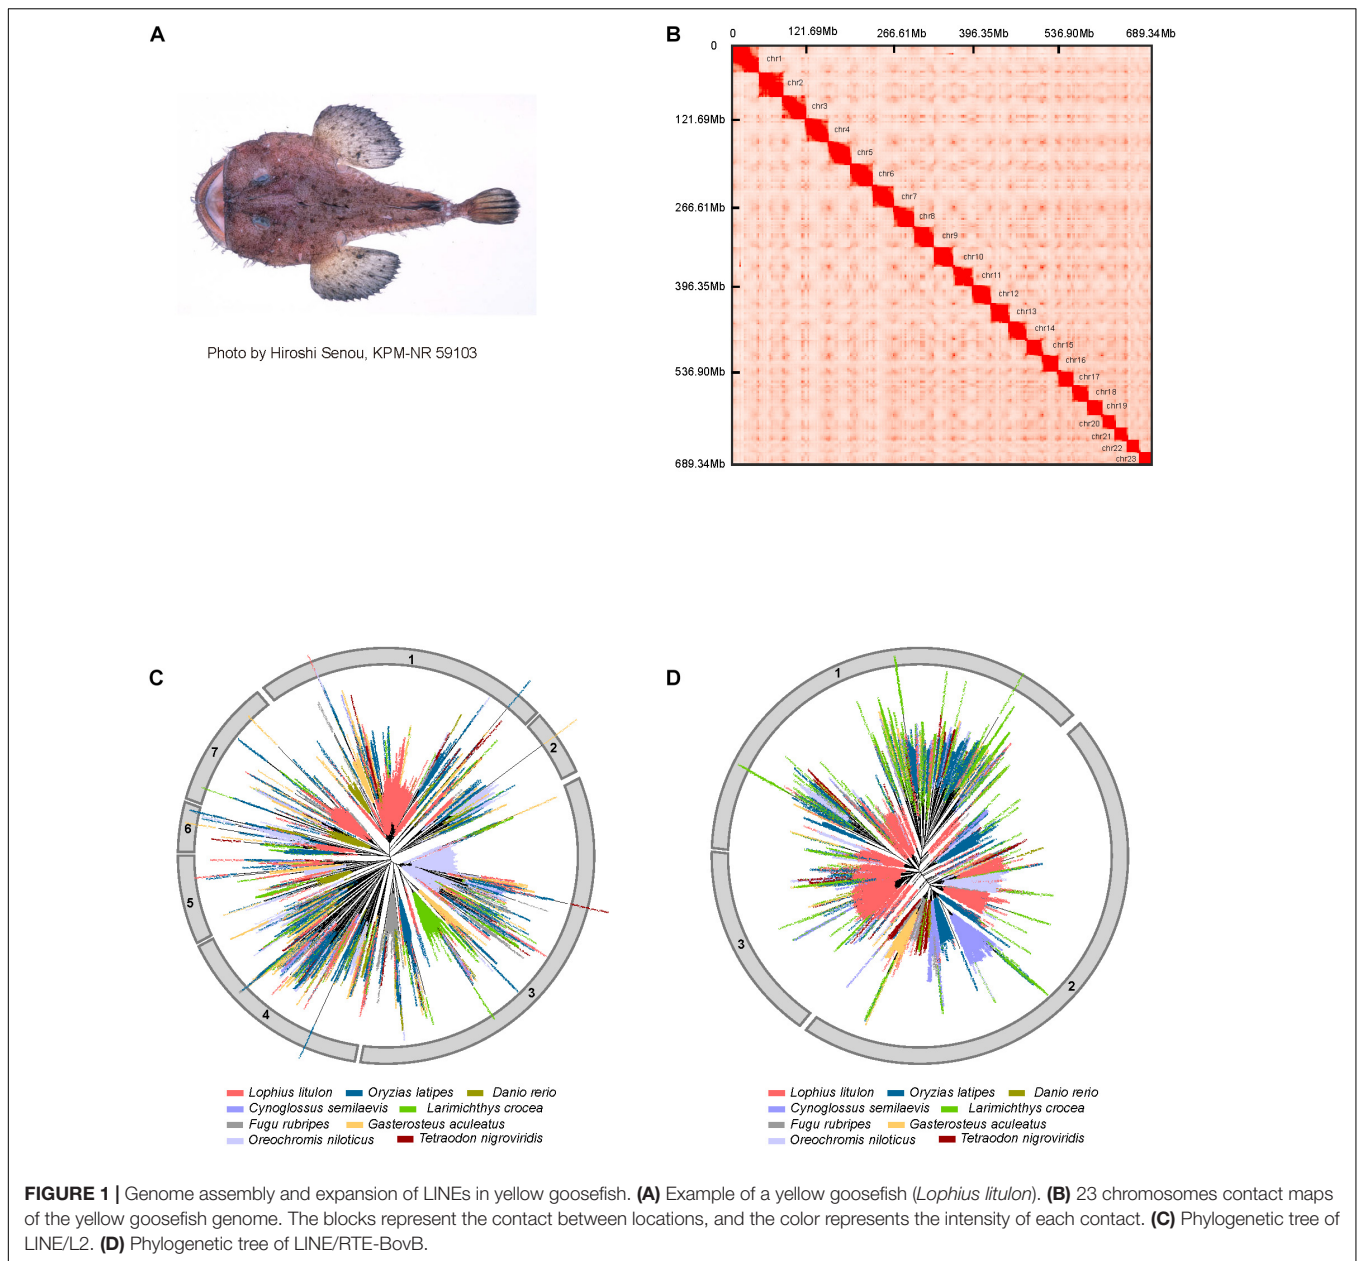 A
Photo by Hiroshi Senou, KPM-NR 59103
B
0 121.69Mb 266.61Mb 396.35Mb 536.90Mb 689.34Mb
0
121.69Mb
266.61Mb
396.35Mb
536.90Mb
689.34Mb
chr1
chr2
chr3
chr4
chr5
chr6
chr7
chr8
chr9
chr10
chr11
chr12
chr13
chr14
chr15
chr16
chr17
chr18
chr19
chr20
chr21
chr22
chr23
C
1
2
3
4
5
6
7
Lophius litulon Oryzias latipes Danio rerio
Cynoglossus semilaevis Larimichthys crocea
Fugu rubripes Gasterosteus aculeatus
Oreochromis niloticus Tetraodon nigroviridis
D
1
2
3
Lophius litulon Oryzias latipes Danio rerio
Cynoglossus semilaevis Larimichthys crocea
Fugu rubripes Gasterosteus aculeatus
Oreochromis niloticus Tetraodon nigroviridis
FIGURE 1 | Genome assembly and expansion of LINEs in yellow goosefish. (A) Example of a yellow goosefish (Lophius litulon). (B) 23 chromosomes contact maps
of the yellow goosefish genome. The blocks represent the contact between locations, and the color represents the intensity of each contact. (C) Phylogenetic tree of
LINE/L2. (D) Phylogenetic tree of LINE/RTE-BovB.